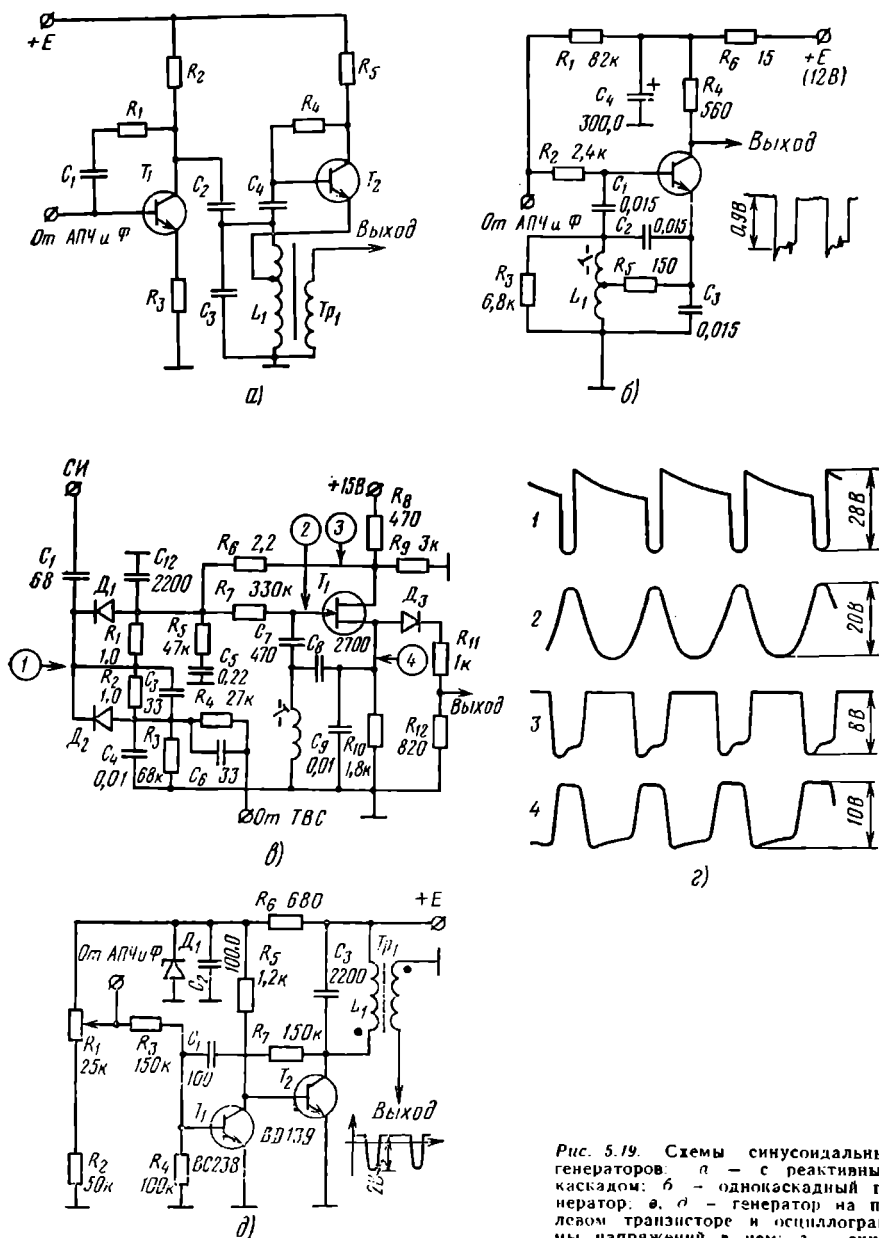 +E
R2
R5
R1
R4
C1
T1
C2
C4
T2
От АПЧ и Ф
Выход
R3
C3
L1
Тр1
а)
R1 82к
R6 15
+E
(12В)
C4
300,0
R4
560
Выход
R2 2,4к
C1
0,015
От АПЧ и Ф
C2
0,015
0,9В
R3
6,8к
R5 150
L1
C3
0,015
б)
СИ
+15В
R8
470
2
3
R6 2,2
R9 3к
C1
68
C12
2200
Д1
R7 330к
T1
Д3
R1
1,0
R5
47к
C7
470
C8
2700
R11
1к
1
C5
0,22
4
R2
1,0
C3
33
R4
27к
Выход
Д2
R3
68к
C9
0,01
R10
1,8к
R12
820
C4
0,01
C6
33
От ТВС
в)
1
28В
2
20В
3
8В
4
10В
г)
R6 680
+E
От АПЧ и Ф
Д1
C2
100,0
R5
1,2к
C3
2200
Тр1
L1
R1
25к
R3
150к
C1
100
R7 150к
T2
T1
Выход
BD139
BC238
R2
50к
R4
100к
д)
Рис. 5.19. Схемы синусоидальны
генераторов: а — с реактивны
каскадом; б — однокаскадный г
нератор; в, д — генератор на п
левом транзисторе и осциллогра